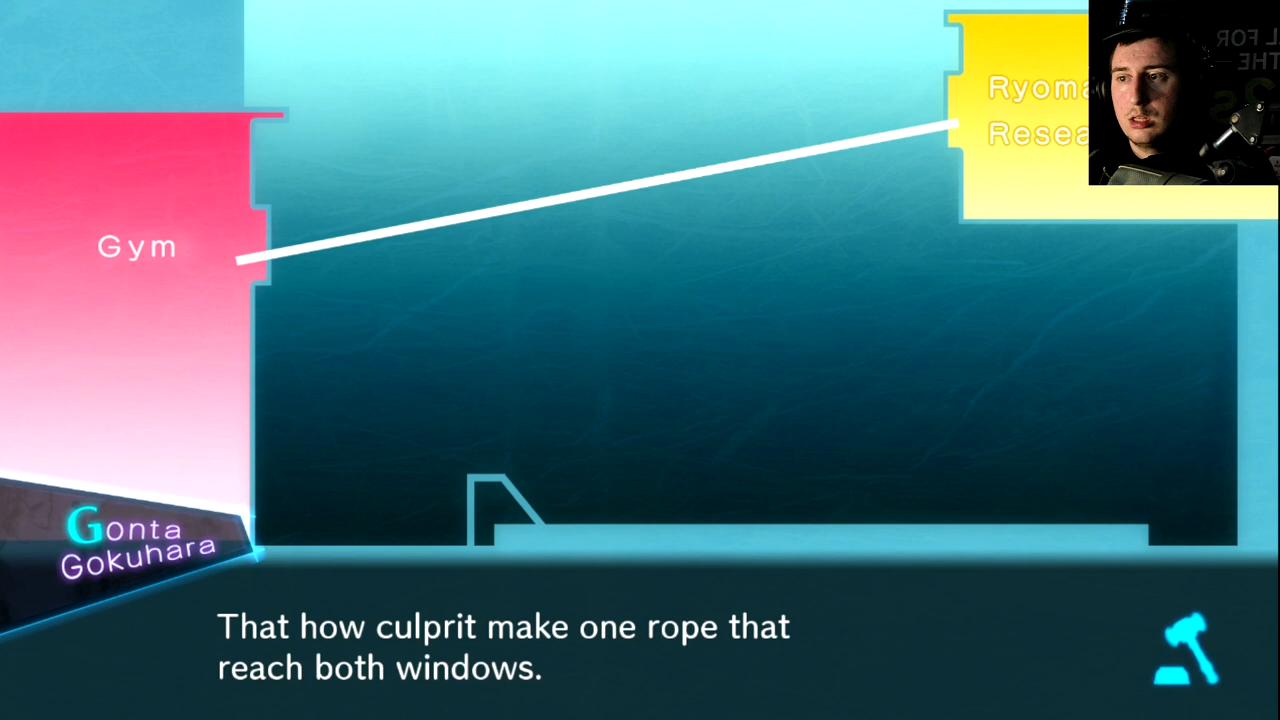 Ryoma
Resea
Gym
Gonta
Gokuhara
That how culprit make one rope that
reach both windows.